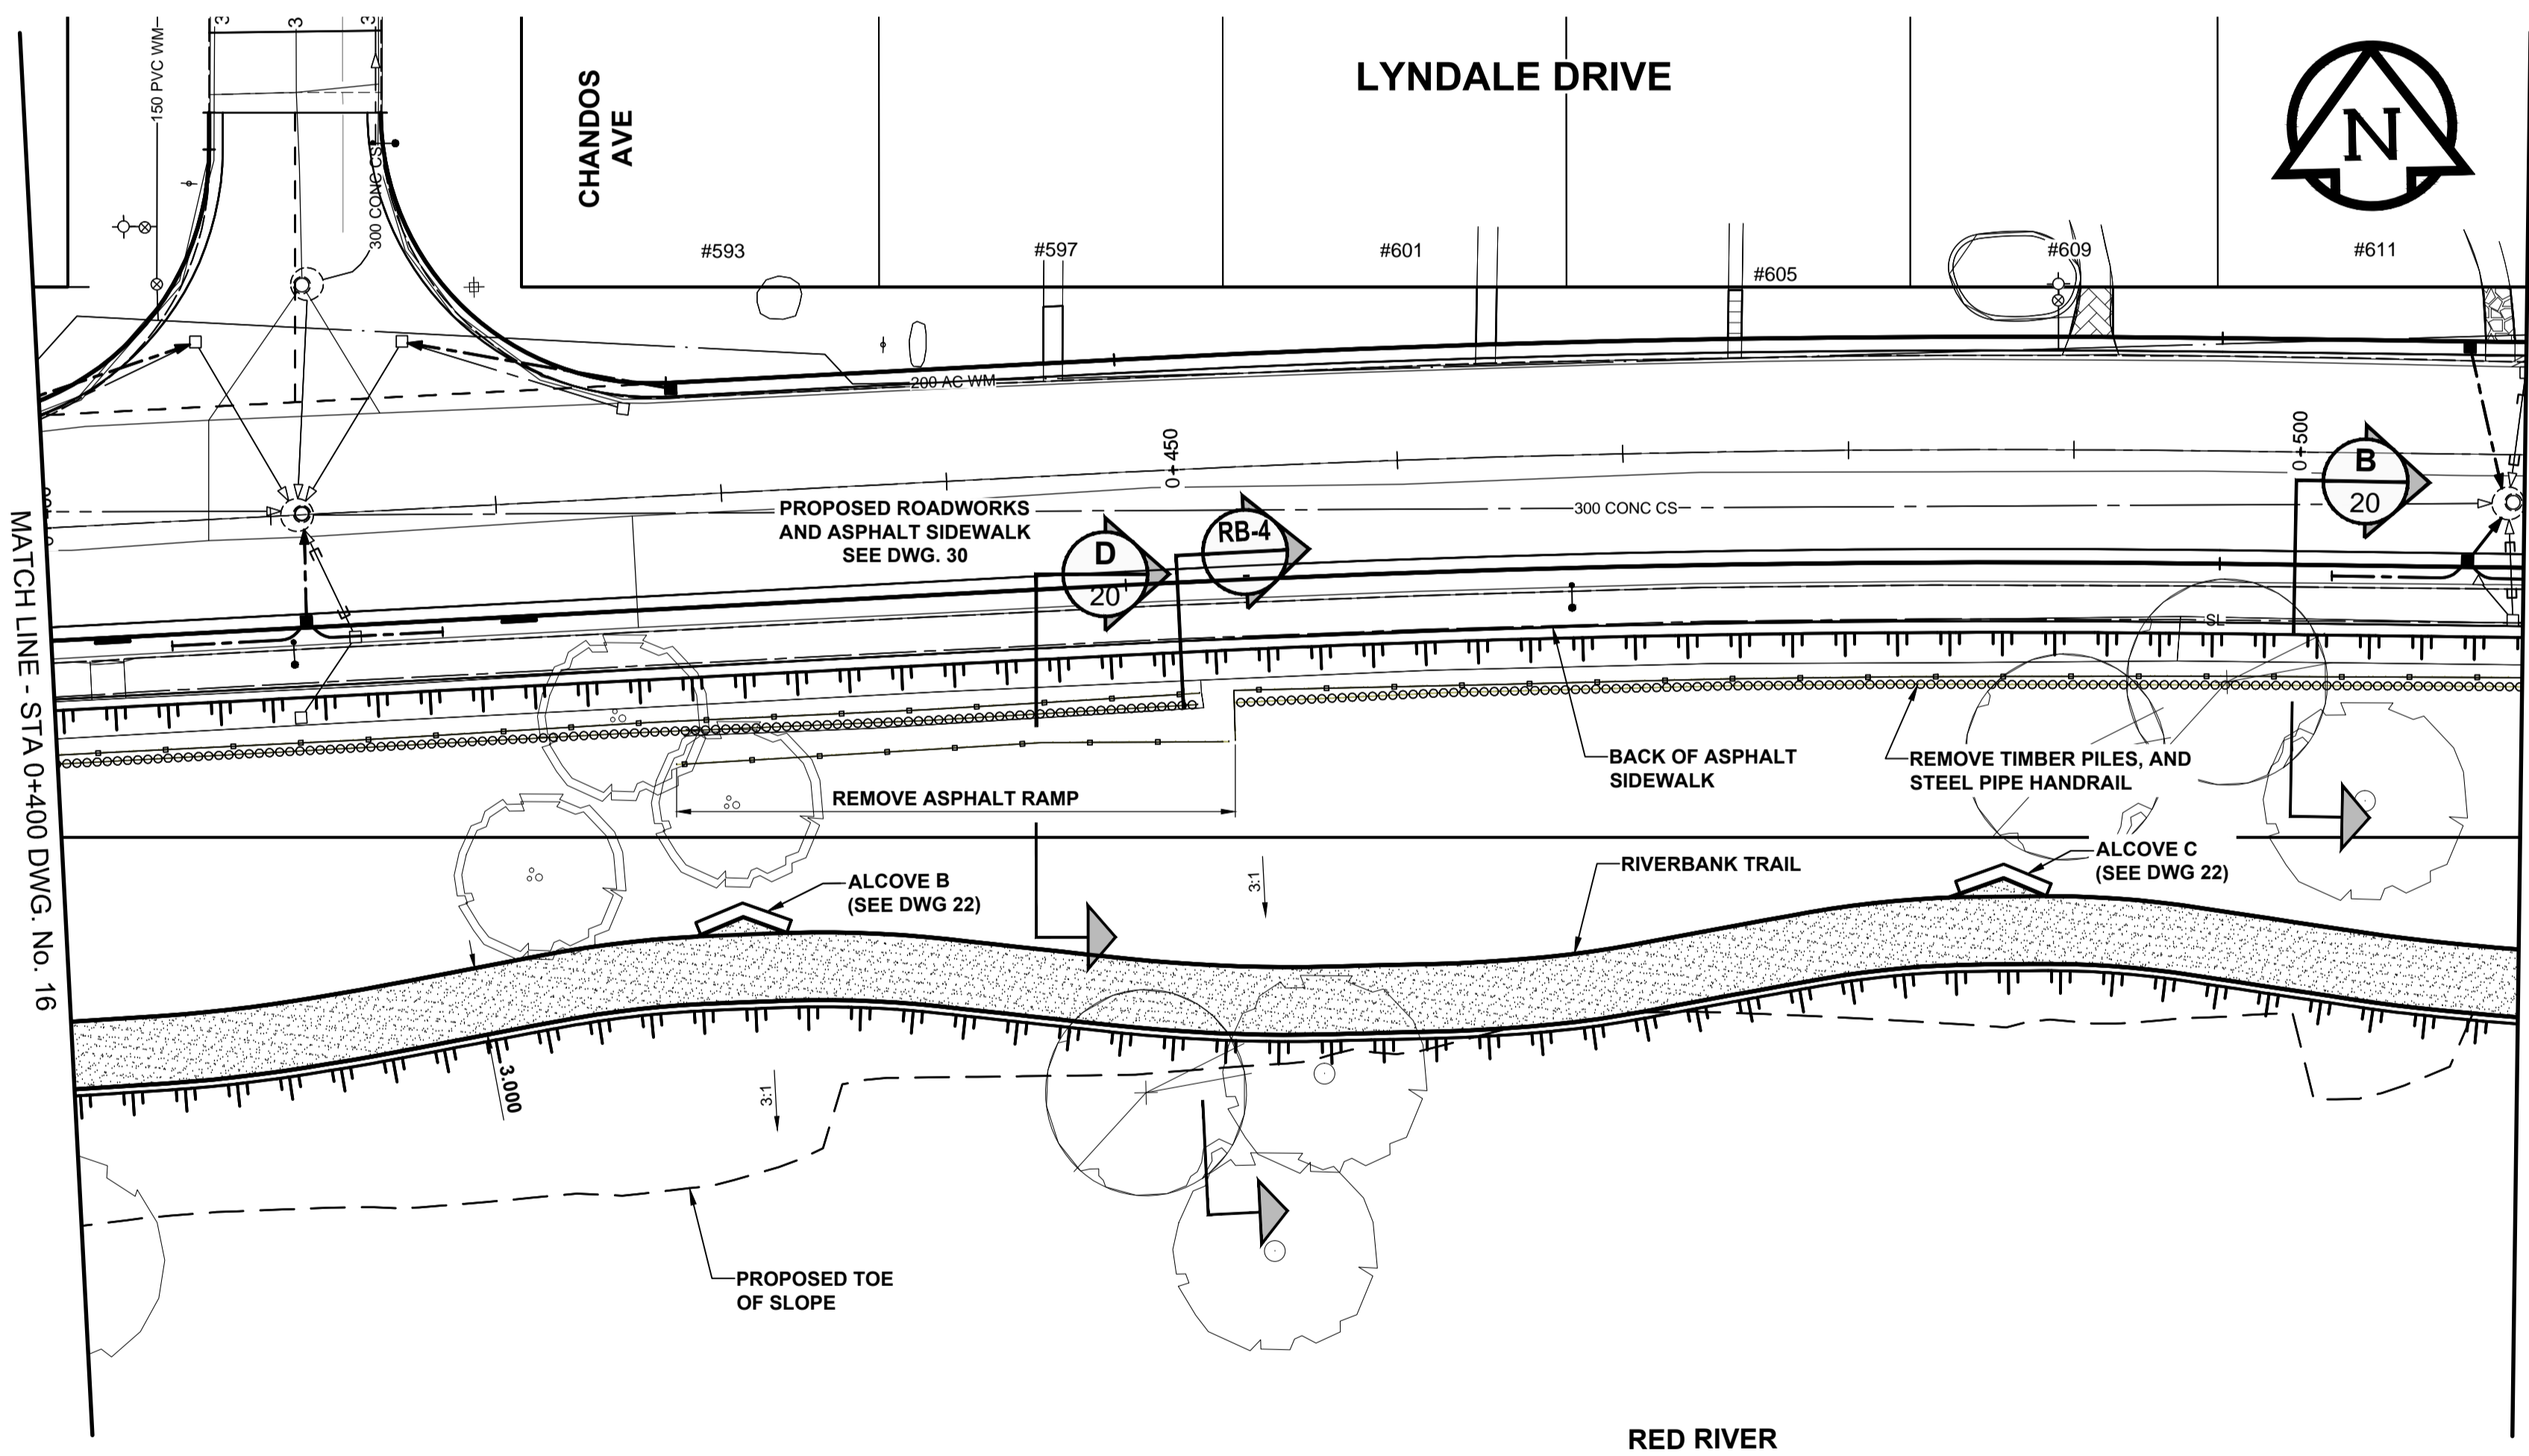 150 PVC WM
3
3
3
CHANDOS
AVE
LYNDALE DRIVE
N
300 CONC CS
#593
#597
#601
#605
#609
#611
200 AC WM
0+450
0+500
B
20
PROPOSED ROADWORKS
AND ASPHALT SIDEWALK
SEE DWG. 30
300 CONC CS
D
20
RB-4
-
SL
MATCH LINE - STA 0+400 DWG. No. 16
BACK OF ASPHALT
SIDEWALK
REMOVE TIMBER PILES, AND
STEEL PIPE HANDRAIL
REMOVE ASPHALT RAMP
ALCOVE B
(SEE DWG 22)
3:1
RIVERBANK TRAIL
ALCOVE C
(SEE DWG 22)
3.000
3:1
PROPOSED TOE
OF SLOPE
RED RIVER